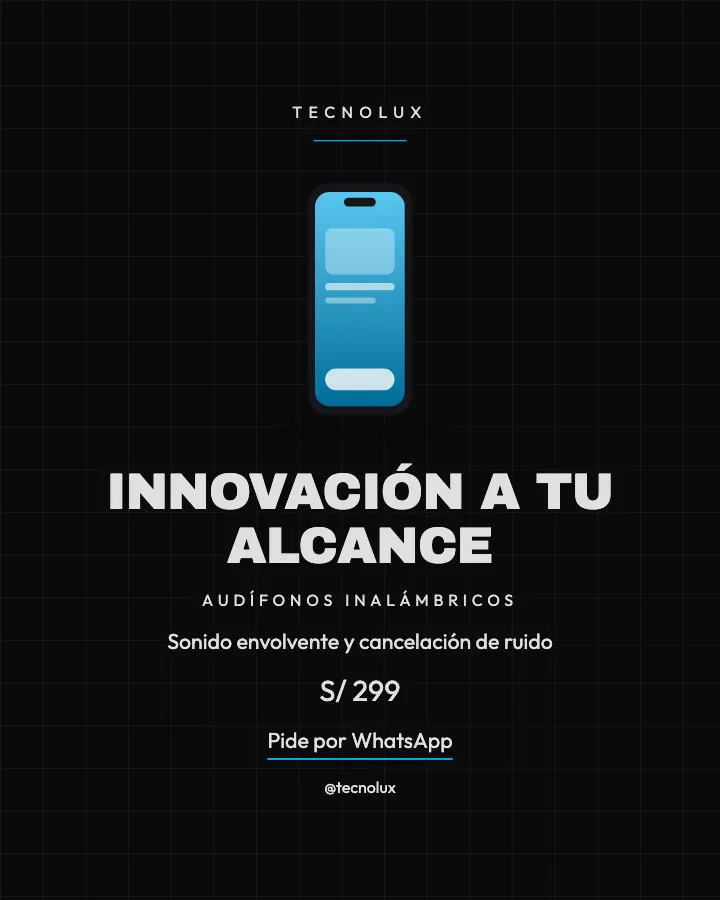 TECNOLUX
INNOVACIÓN A TU
ALCANCE
AUDÍFONOS INALÁMBRICOS
Sonido envolvente y cancelación de ruido
S/ 299
Pide por WhatsApp
@tecnolux